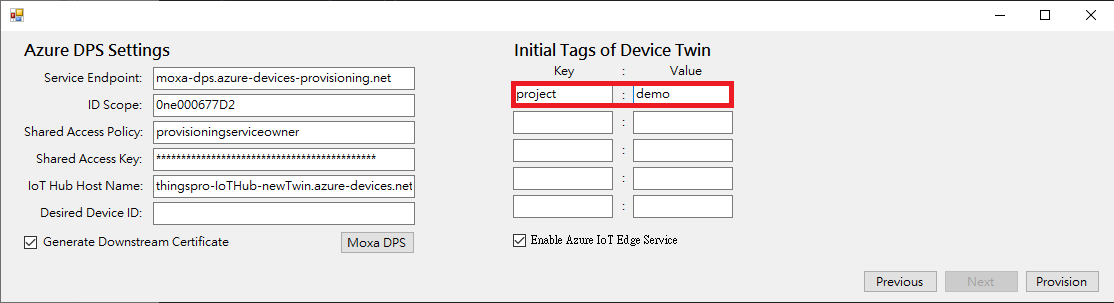 Azure DPS Settings
Service Endpoint: moxa-dps.azure-devices-provisioning.net
ID Scope: 0ne000677D2
Shared Access Policy: provisioningserviceowner
Shared Access Key: ********************************************
IoT Hub Host Name: thingspro-IoTHub-newTwin.azure-devices.net
Desired Device ID:
Generate Downstream Certificate
Moxa DPS
Initial Tags of Device Twin
Key : Value
project : demo
:
:
:
:
Enable Azure IoT Edge Service
Previous Next Provision